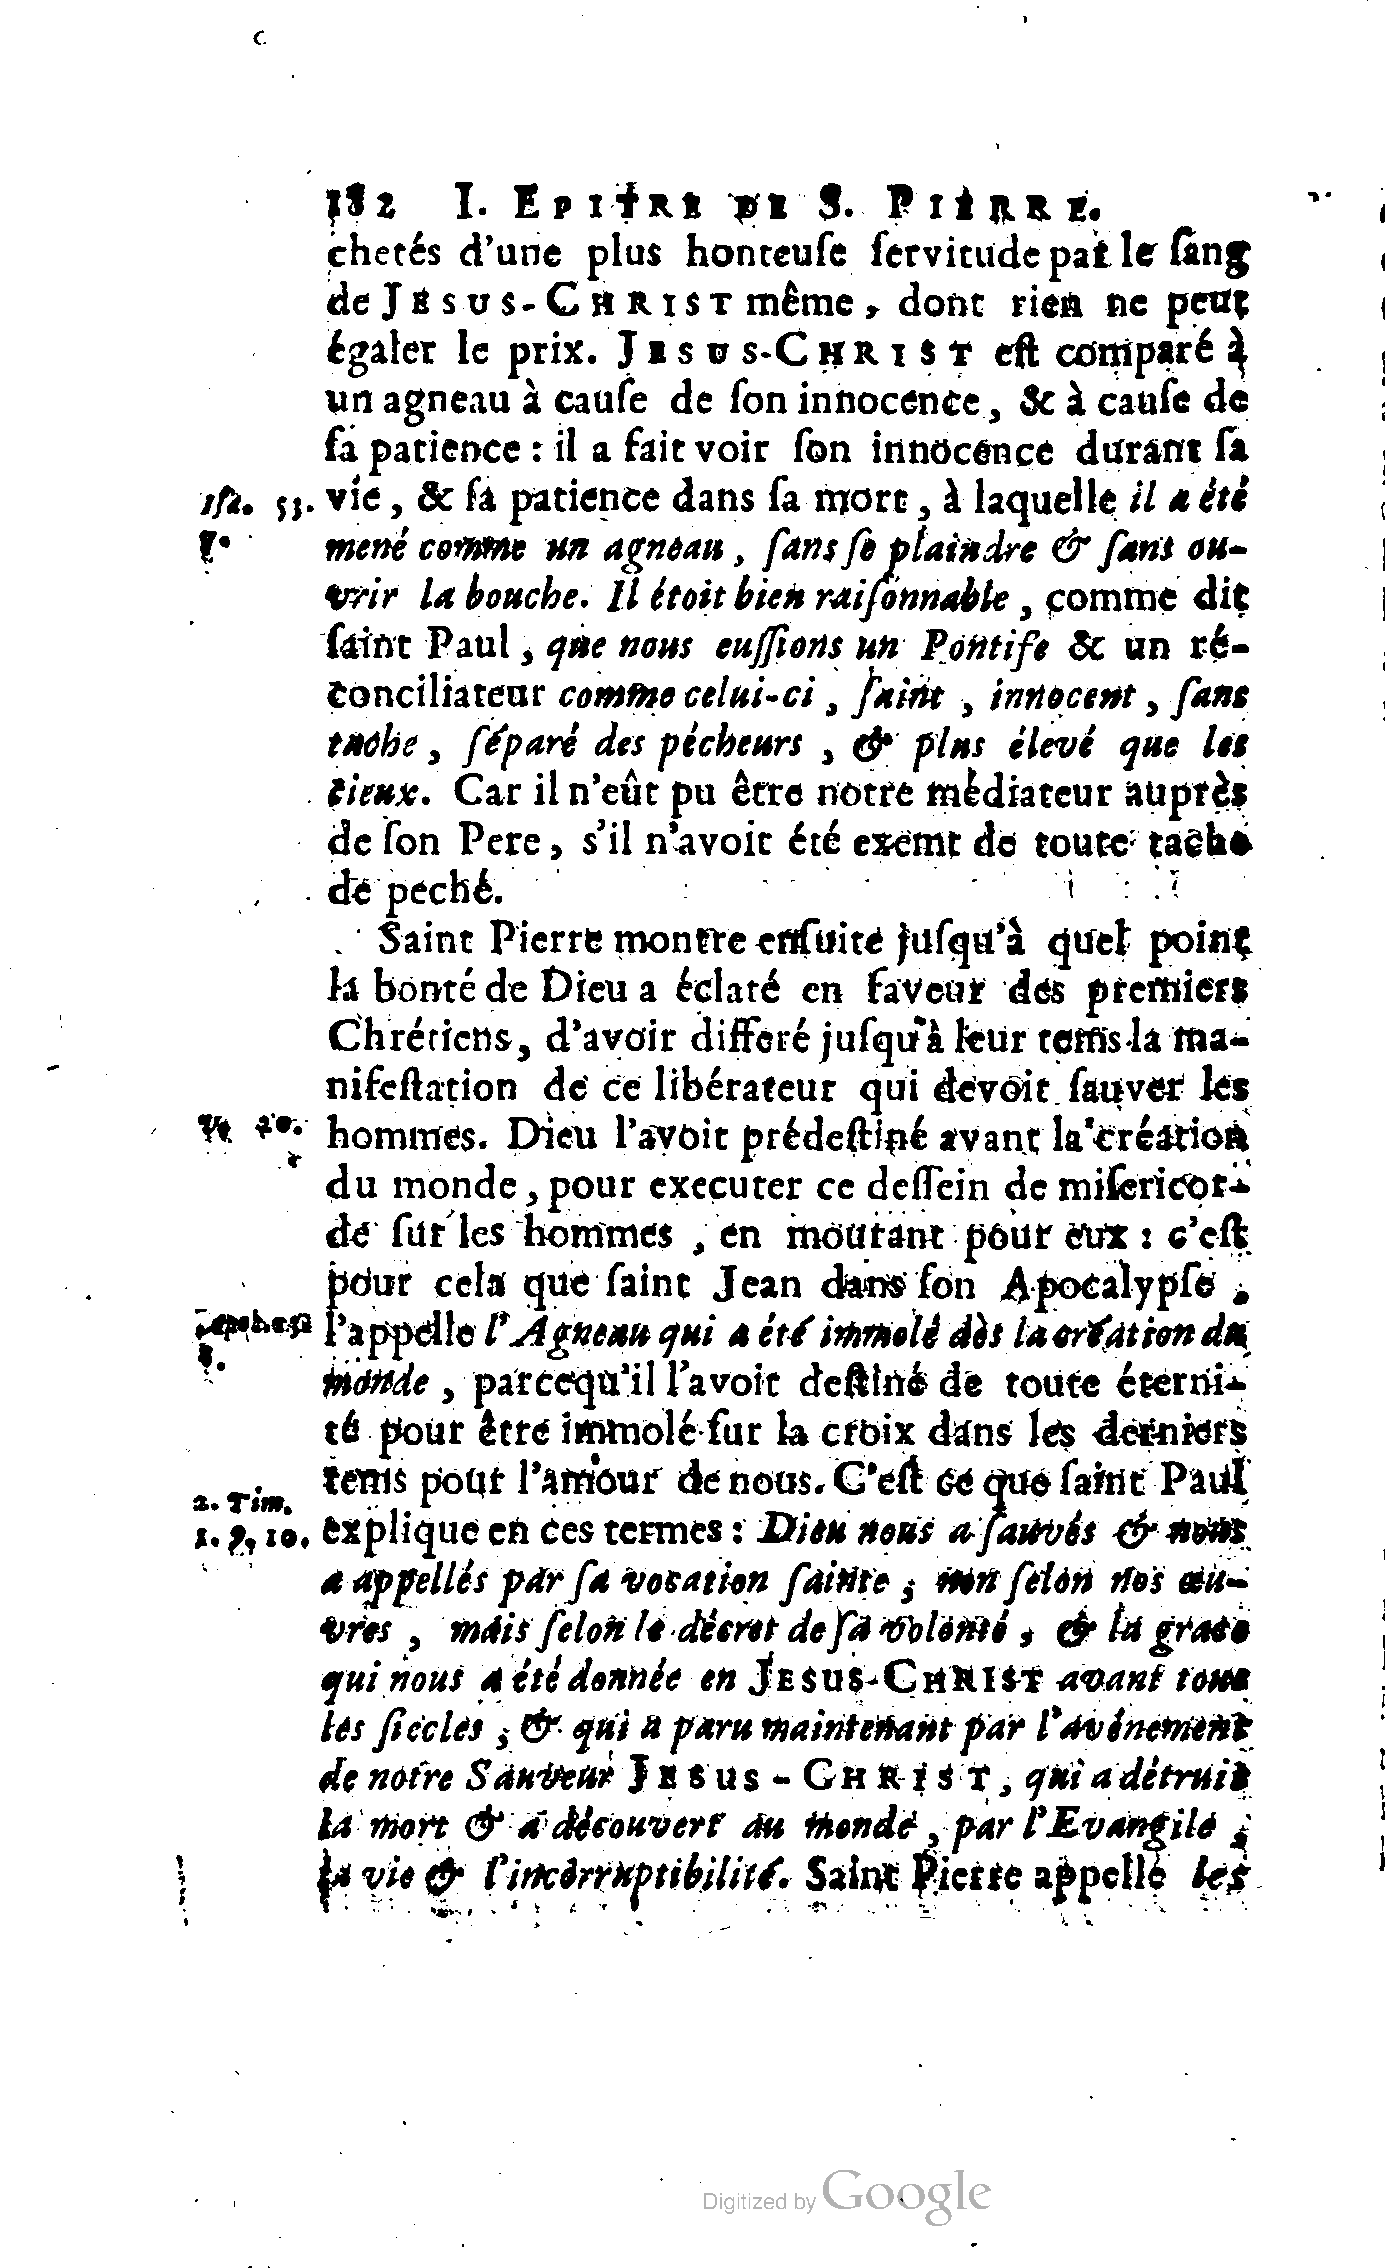 182 I. EPITRE DE S. PIERRE.
chetés d'une plus honteuſe ſervitude par le ſang
de JESUS-CHRIST même, dont rien ne peut
égaler le prix. JESUS-CHRIST eſt comparé à
un agneau à cauſe de ſon innocence, & à cauſe de
ſa patience : il a fait voir ſon innocence durant ſa
Iſa. 53. vie, & ſa patience dans ſa mort, à laquelle il a été
7. mené comme un agneau, ſans ſe plaindre & ſans ou-
vrir la bouche. Il étoit bien raiſonnable, comme dit
ſaint Paul, que nous euſſions un Pontife & un ré-
conciliateur comme celui-ci, ſaint, innocent, ſans
tache, ſéparé des pécheurs, & plus élevé que les
cieux. Car il n'eût pu être notre médiateur auprès
de ſon Pere, s'il n'avoit été exemt de toute tache
de peché.
Saint Pierre montre enſuite juſqu'à quel point
la bonté de Dieu a éclaté en faveur des premiers
Chrétiens, d'avoir differé juſqu'à leur tems la ma-
nifeſtation de ce libérateur qui devoit ſauver les
℣. 20. hommes. Dieu l'avoit prédeſtiné avant la création
du monde, pour executer ce deſſein de miſericor-
de ſur les hommes, en mourant pour eux : c'eſt
pour cela que ſaint Jean dans ſon Apocalypſe,
l'appelle l'Agneau qui a été immolé dès la création du
8. monde, parcequ'il l'avoit deſtiné de toute éterni-
té pour être immolé ſur la croix dans les derniers
tems pour l'amour de nous. C'eſt ce que ſaint Paul
2. Tim.
1. 9, 10. explique en ces termes : Dieu nous a ſauvés & nous
a appellés par ſa vocation ſainte, non ſelon nos œu-
vres, mais ſelon le décret de ſa volonté, & la grace
qui nous a été donnée en JESUS-CHRIST avant tous
les ſiecles, & qui a paru maintenant par l'avénement
de notre Sauveur JESUS-CHRIST, qui a détruit
la mort & a découvert au monde, par l'Evangile,
la vie & l'incorruptibilité. Saint Pierre appelle les
Digitized by Google